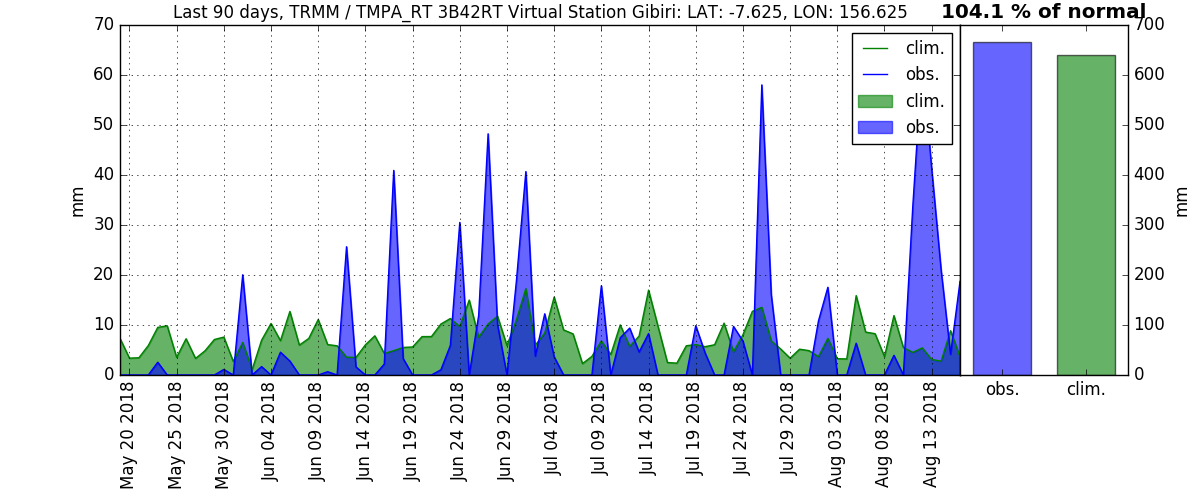 Last 90 days, TRMM / TMPA_RT 3B42RT Virtual Station Gibiri: LAT: -7.625, LON: 156.625
104.1 % of normal
70
60
50
40
30
20
10
0
mm
clim.
obs.
clim.
obs.
700
600
500
400
300
200
100
0
mm
May 20 2018
May 25 2018
May 30 2018
Jun 04 2018
Jun 09 2018
Jun 14 2018
Jun 19 2018
Jun 24 2018
Jun 29 2018
Jul 04 2018
Jul 09 2018
Jul 14 2018
Jul 19 2018
Jul 24 2018
Jul 29 2018
Aug 03 2018
Aug 08 2018
Aug 13 2018
obs.
clim.